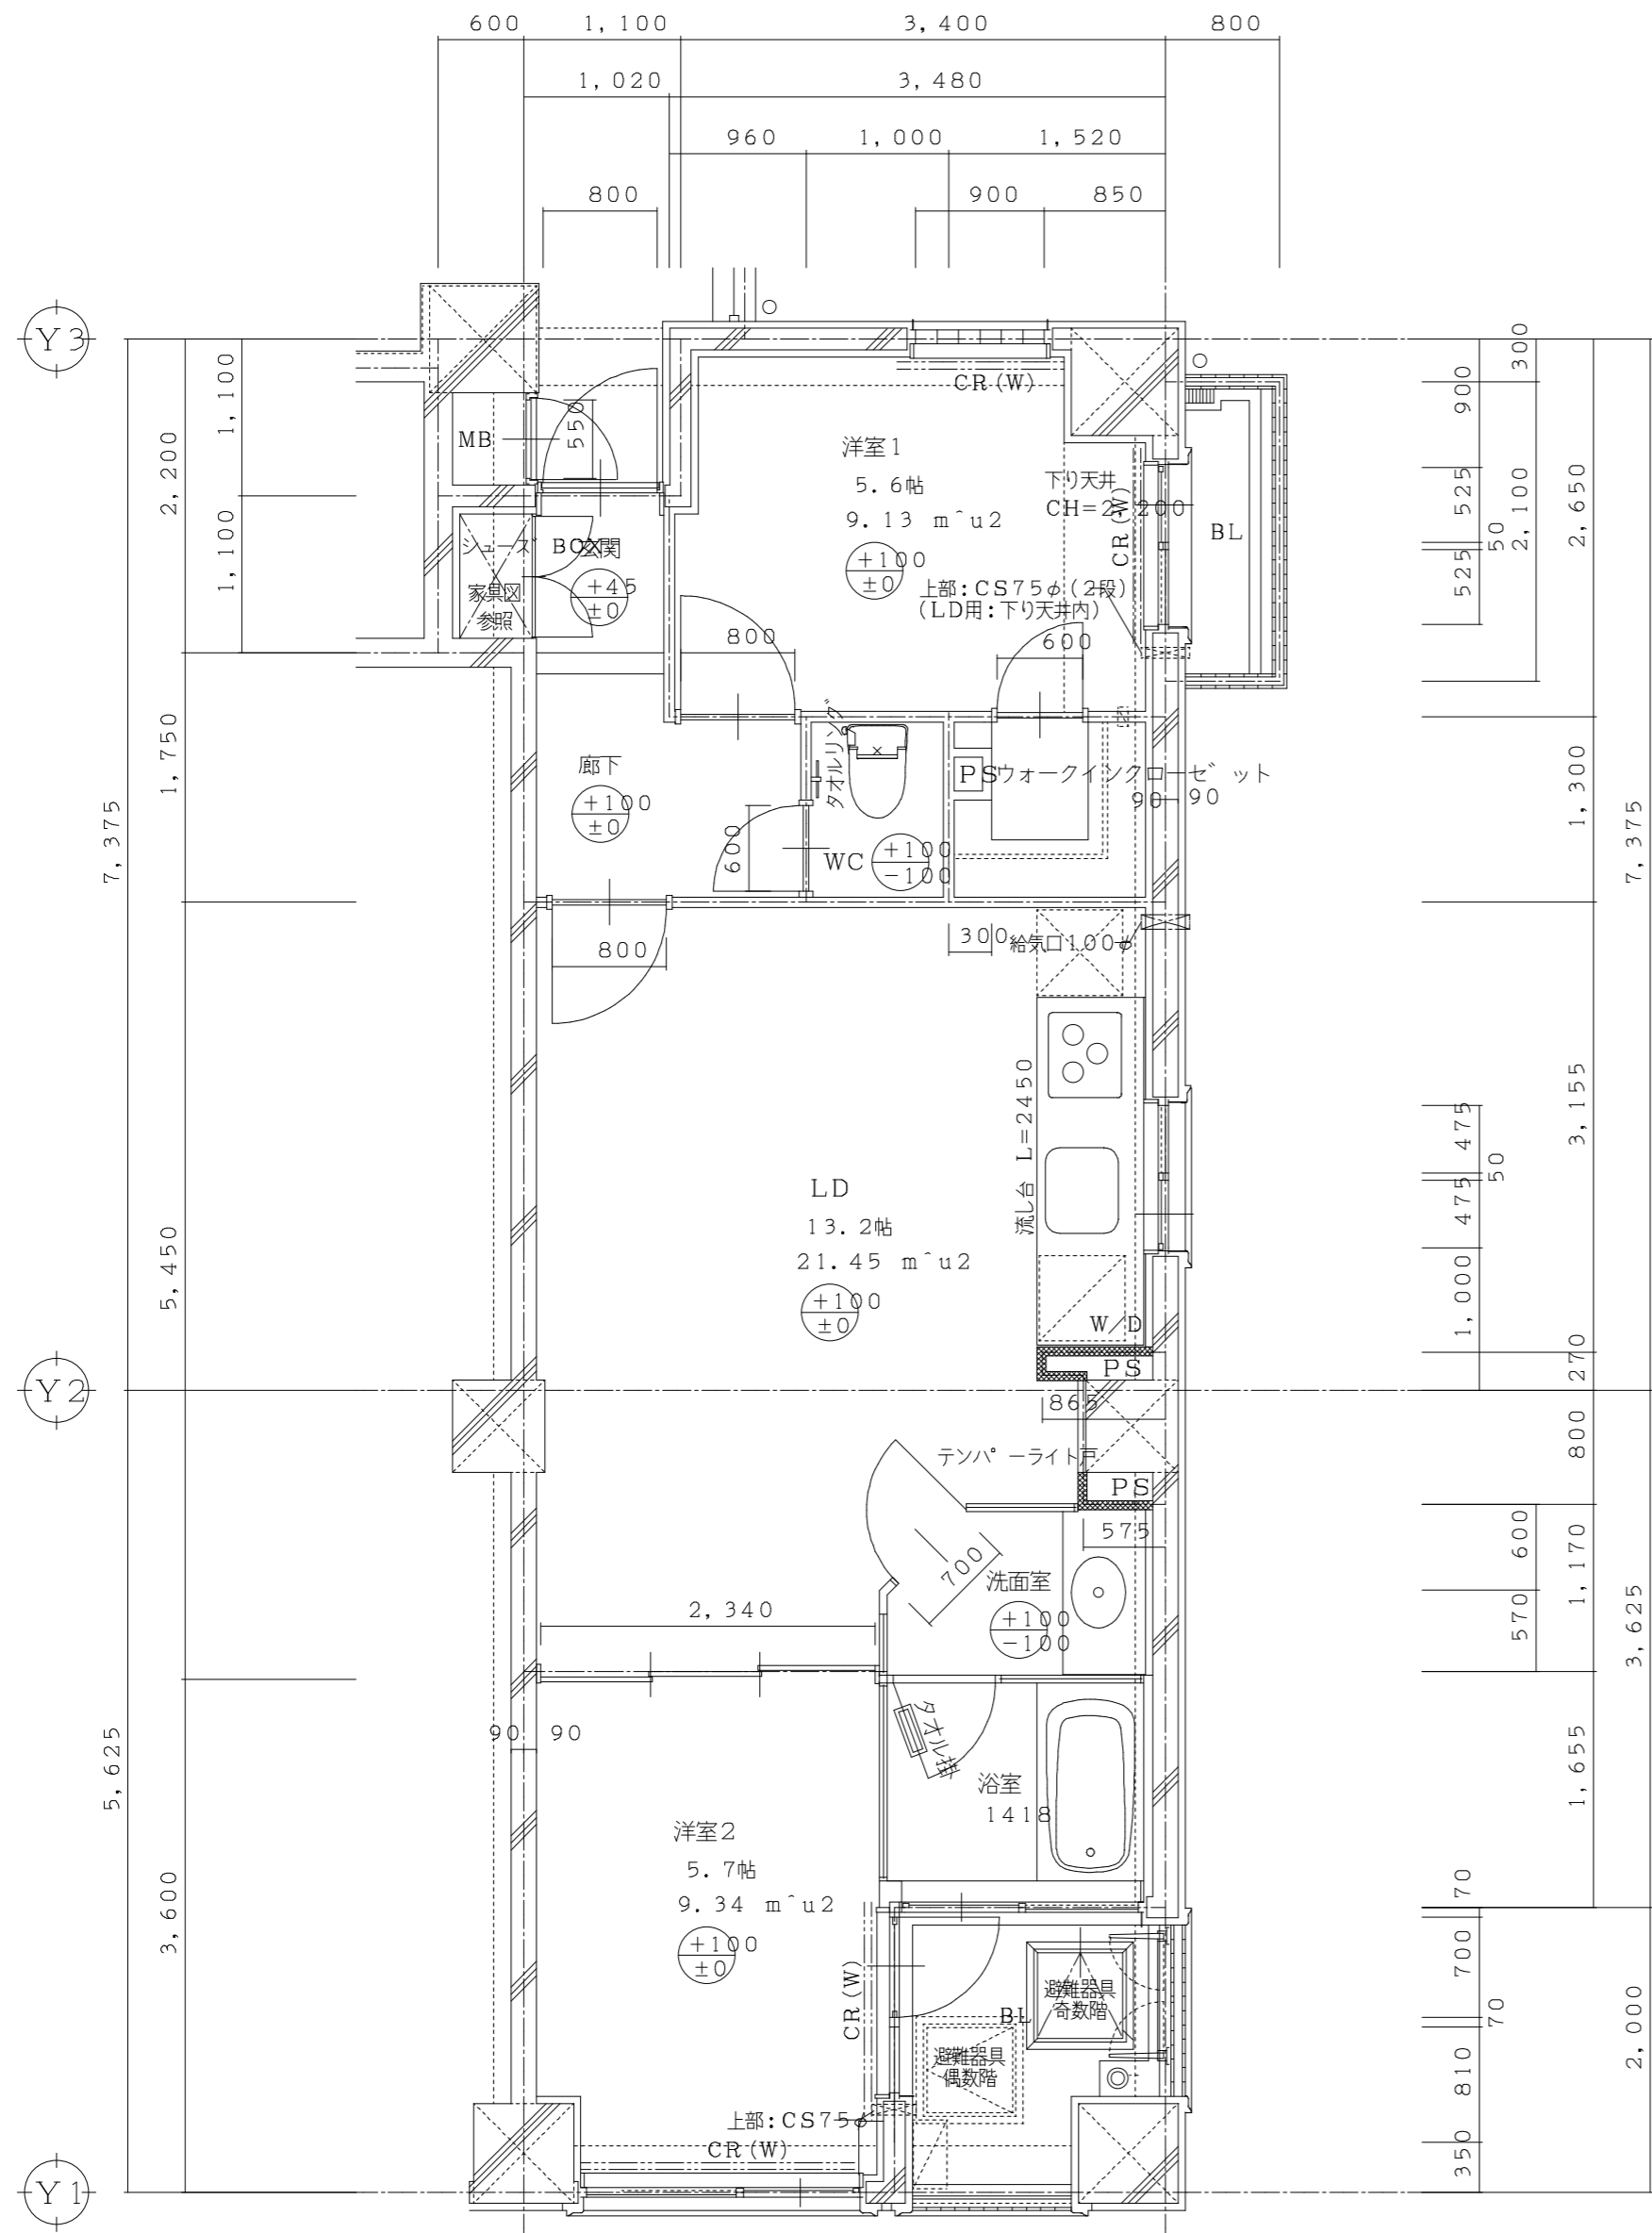 600 1,100 3,400 800
1,020 3,480
960 1,000 1,520
800 900 850
Y3
1,100
2,200
1,100
1,750
7,375
5,450
Y2
5,625
3,600
Y1
MB
550
CR(W)
洋室1
5.6帖
9.13 m^u2
+100
±0
下り天井
CH=2,200
CR(W)
BL
シューズ BOX
家具図
参照
玄関
+45
±0
上部:CS75φ(2段)
(LD用:下り天井内)
800
600
廊下
+100
±0
タオルリング
600
WC
+100
-100
PS
ウォークインクローゼット
90 90
800
300
給気口100φ
流し台 L=2450
LD
13.2帖
21.45 m^u2
+100
±0
W/D
PS
865
テンパーライト戸
PS
575
700
洗面室
+100
-100
2,340
90 90
タオル掛
浴室
1418
洋室2
5.7帖
9.34 m^u2
+100
±0
CR(W)
BL
避難器具
奇数階
避難器具
偶数階
上部:CS75φ
CR(W)
300
900
525
50
525
2,100
2,650
1,300
7,375
3,155
475
50
475
1,000
270
800
600
570
1,170
3,625
1,655
70
700
70
810
350
2,000